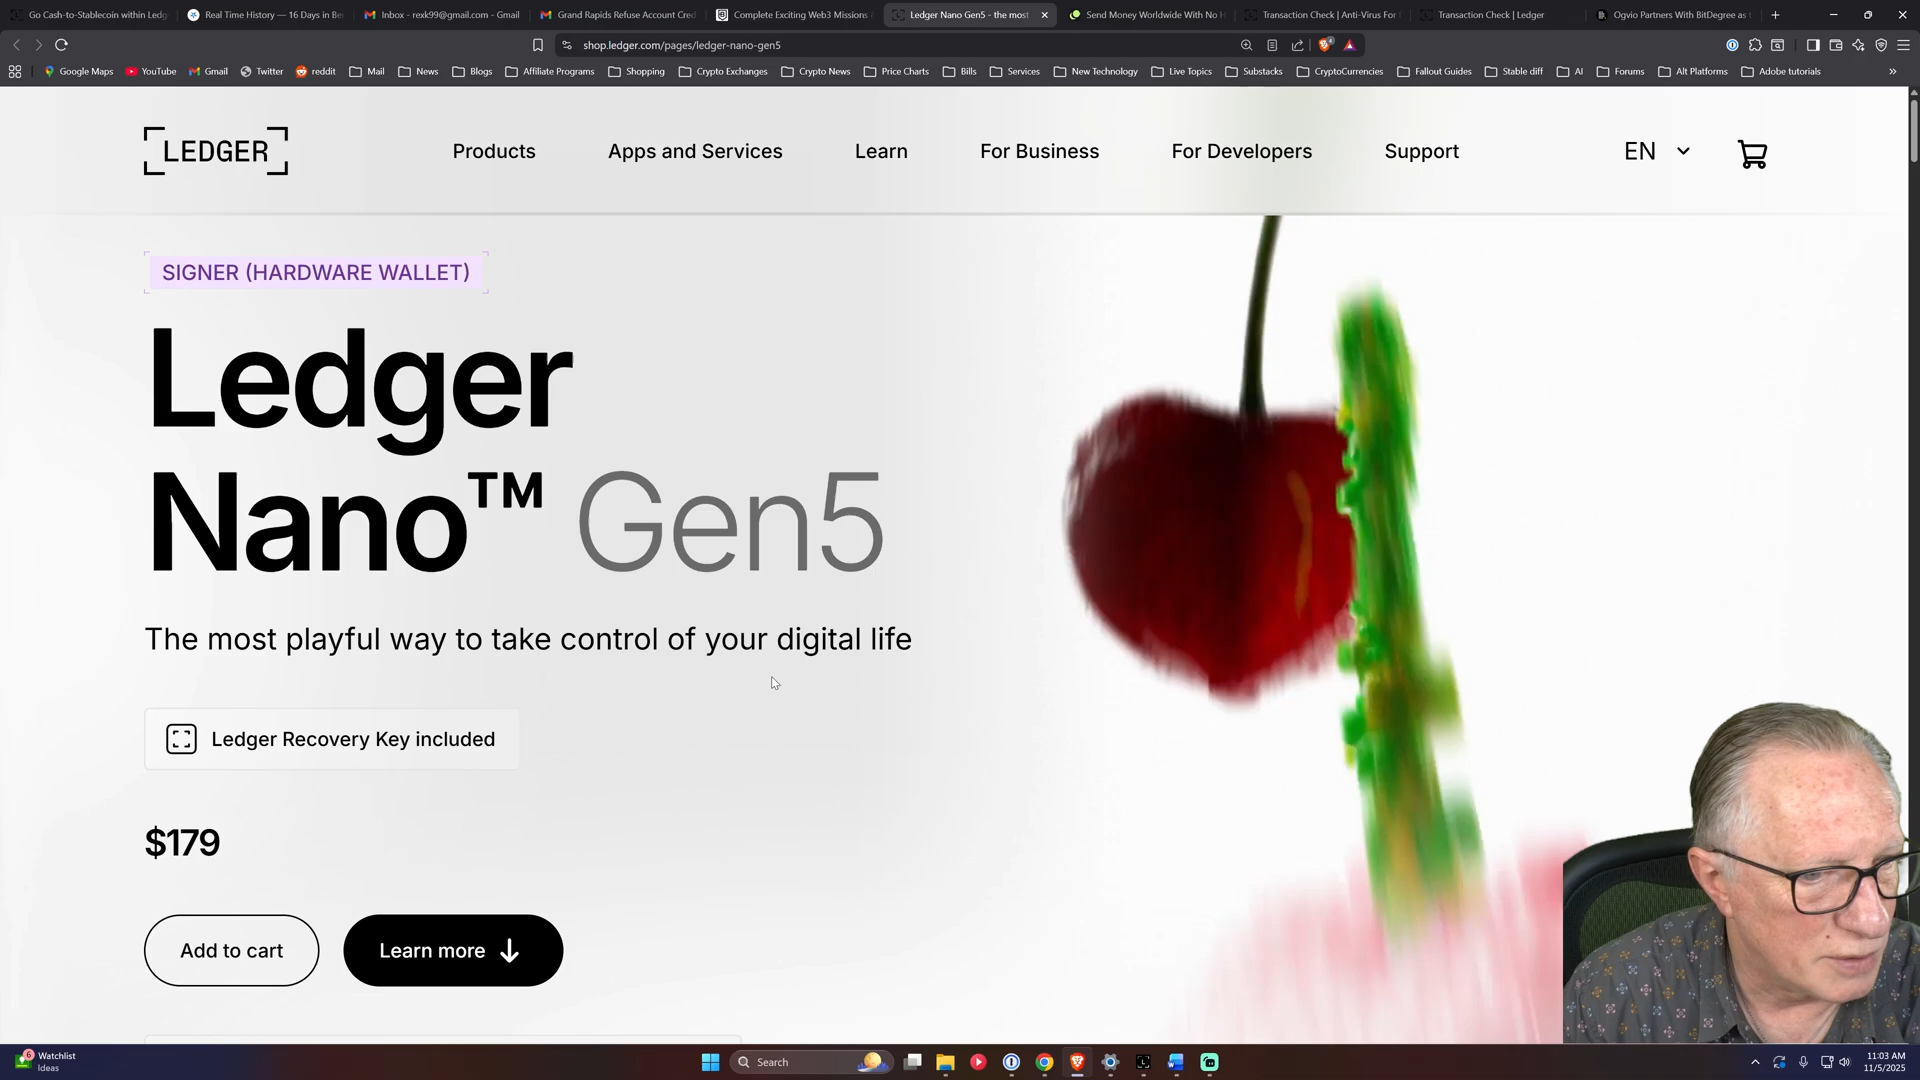 Go Cash-to-Stablecoin within Ledg
Real Time History — 16 Days in Be
Inbox - rexk99@gmail.com - Gmail
Grand Rapids Refuse Account Cred
Complete Exciting Web3 Missions
Ledger Nano Gen5 - the most
Send Money Worldwide With No H
Transaction Check | Anti-Virus For
Transaction Check | Ledger
Ogvio Partners With BitDegree as t
shop.ledger.com/pages/ledger-nano-gen5
Google Maps
YouTube
Gmail
Twitter
reddit
Mail
News
Blogs
Affiliate Programs
Shopping
Crypto Exchanges
Crypto News
Price Charts
Bills
Services
New Technology
Live Topics
Substacks
CryptoCurrencies
Fallout Guides
Stable diff
AI
Forums
Alt Platforms
Adobe tutorials
LEDGER
Products
Apps and Services
Learn
For Business
For Developers
Support
EN
SIGNER (HARDWARE WALLET)
Ledger
Nano™ Gen5
The most playful way to take control of your digital life
Ledger Recovery Key included
$179
Add to cart
Learn more
6
Watchlist
Ideas
Search
11:03 AM
11/5/2025